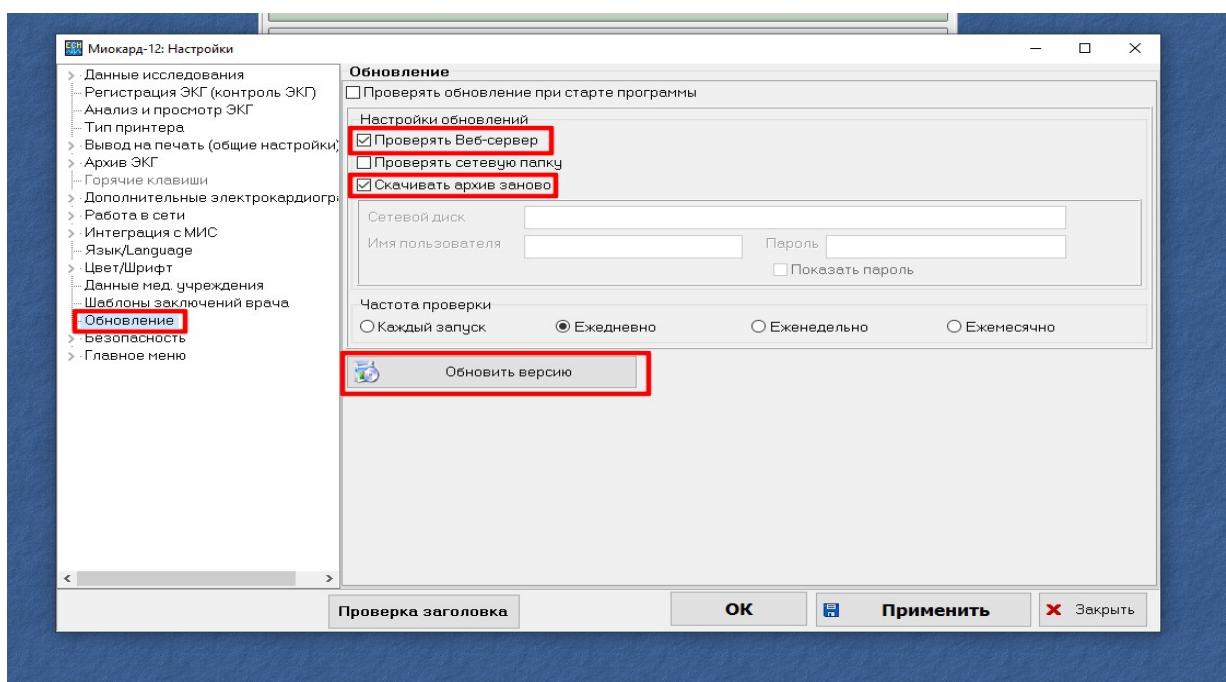 Миокард-12: Настройки
Данные исследования
Регистрация ЭКГ (контроль ЭКГ)
Анализ и просмотр ЭКГ
Тип принтера
Вывод на печать (общие настройки)
Архив ЭКГ
Горячие клавиши
Дополнительные электрокардиогр
Работа в сети
Интеграция с МИС
Язык/Language
Цвет/Шрифт
Данные мед. учреждения
Шаблоны заключений врача
Обновление
Безопасность
Главное меню
Обновление
Проверять обновление при старте программы
Настройки обновлений
Проверять Веб-сервер
Проверять сетевую папку
Скачивать архив заново
Сетевой диск
Имя пользователя Пароль
Показать пароль
Частота проверки
Каждый запуск Ежедневно Еженедельно Ежемесячно
Обновить версию
Проверка заголовка ОК Применить Закрыть